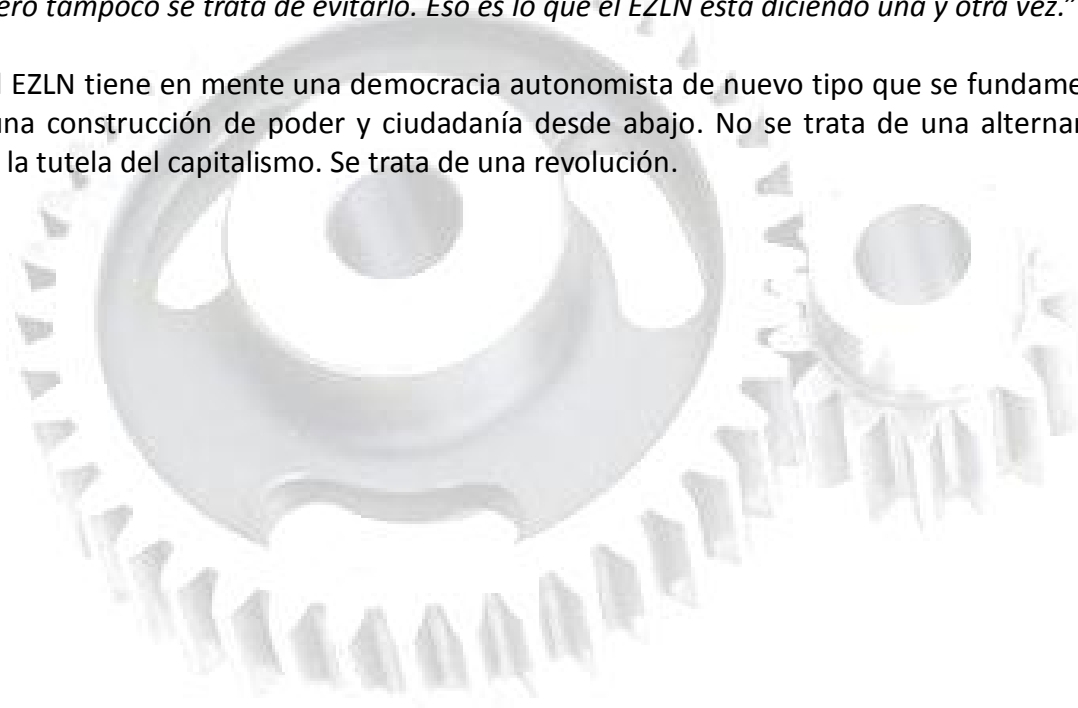 ero tampoco se trata de evitarlo. Eso es lo que el EZLN está diciendo una y otra vez."
EZLN tiene en mente una democracia autonomista de nuevo tipo que se fundame
una construcción de poder y ciudadanía desde abajo. No se trata de una alternan
la tutela del capitalismo. Se trata de una revolución.